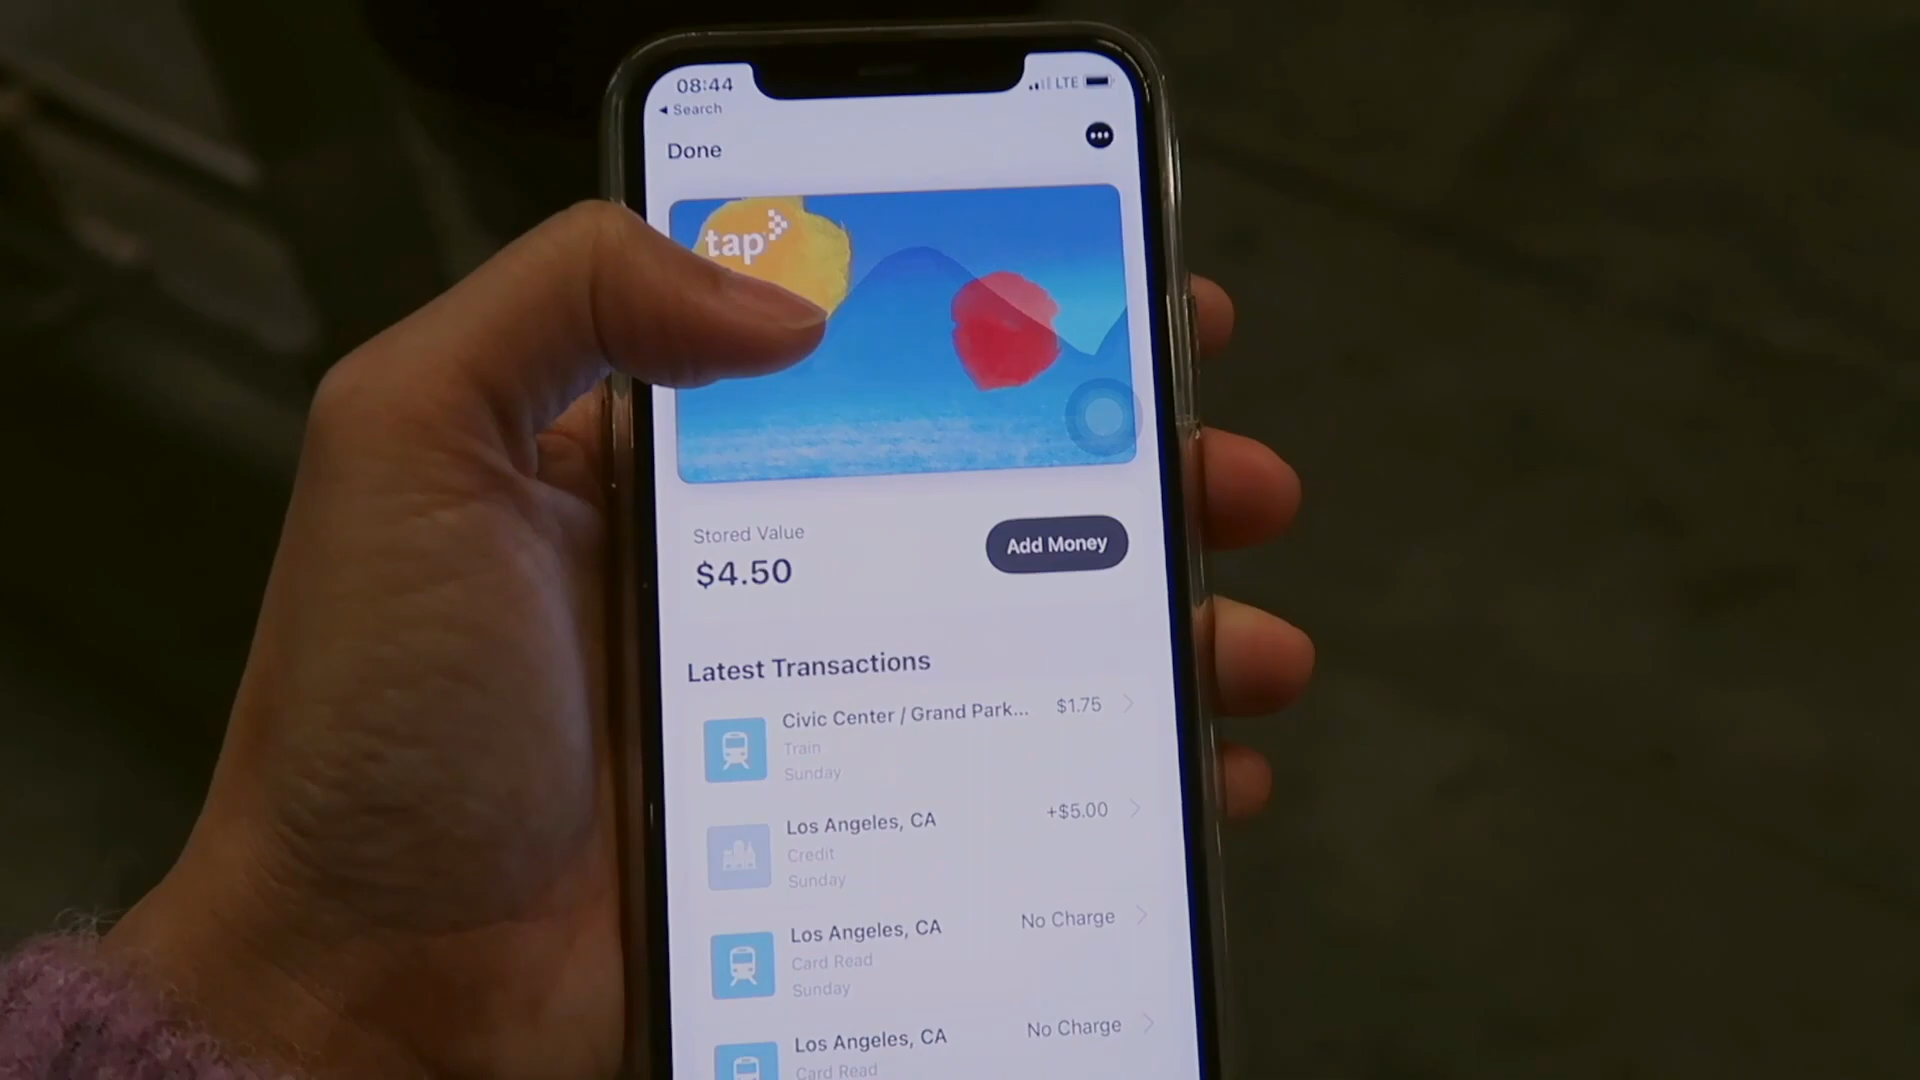 08:44
LTE
Search
Done
tap
Stored Value
$4.50
Add Money
Latest Transactions
Civic Center / Grand Park... $1.75
Train
Sunday
Los Angeles, CA +$5.00
Credit
Sunday
Los Angeles, CA No Charge
Card Read
Sunday
Los Angeles, CA No Charge
Card Read